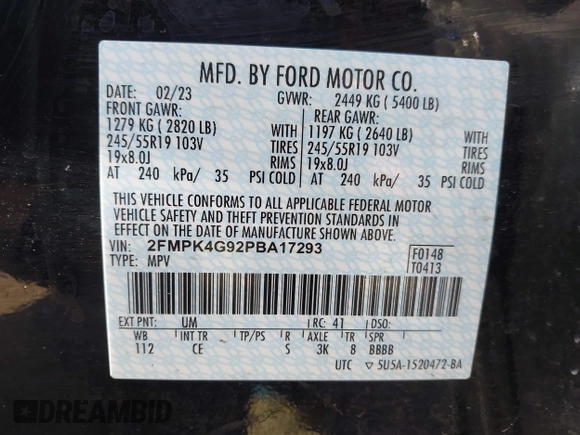 MFD. BY FORD MOTOR CO.
DATE: 02/23 GVWR: 2449 KG ( 5400 LB)
FRONT GAWR: REAR GAWR:
1279 KG ( 2820 LB) WITH 1197 KG ( 2640 LB) WITH
245/55R19 103V TIRES 245/55R19 103V TIRES
19x8.0J RIMS 19x8.0J RIMS
AT 240 kPa/ 35 PSI COLD AT 240 kPa/ 35 PSI COLD
THIS VEHICLE CONFORMS TO ALL APPLICABLE FEDERAL MOTOR
VEHICLE SAFETY AND THEFT PREVENTION STANDARDS IN
EFFECT ON THE DATE OF MANUFACTURE SHOWN ABOVE.
VIN: 2FMPK4G92PBA17293 F0148
TYPE: MPV T0413
EXT PNT: UM RC: 41 DSO:
WB INT TR TP/PS R AXLE TR SPR
112 CE S 3K 8 BBBB
UTC ▽ 5U5A-1520472-BA
DREAMBID